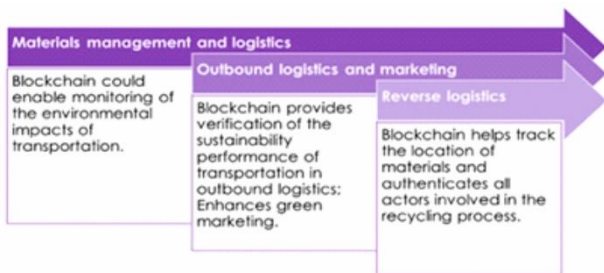 Materials management and logistics
Blockchain could
enable monitoring of
the environmental
impacts of
transportation.
Outbound logistics and marketing
Blockchain provides
verification of the
sustainability
performance of
transportation in
outbound logistics;
Enhances green
marketing.
Reverse logistics
Blockchain helps track
the location of
materials and
authenticates all
actors involved in the
recycling process.